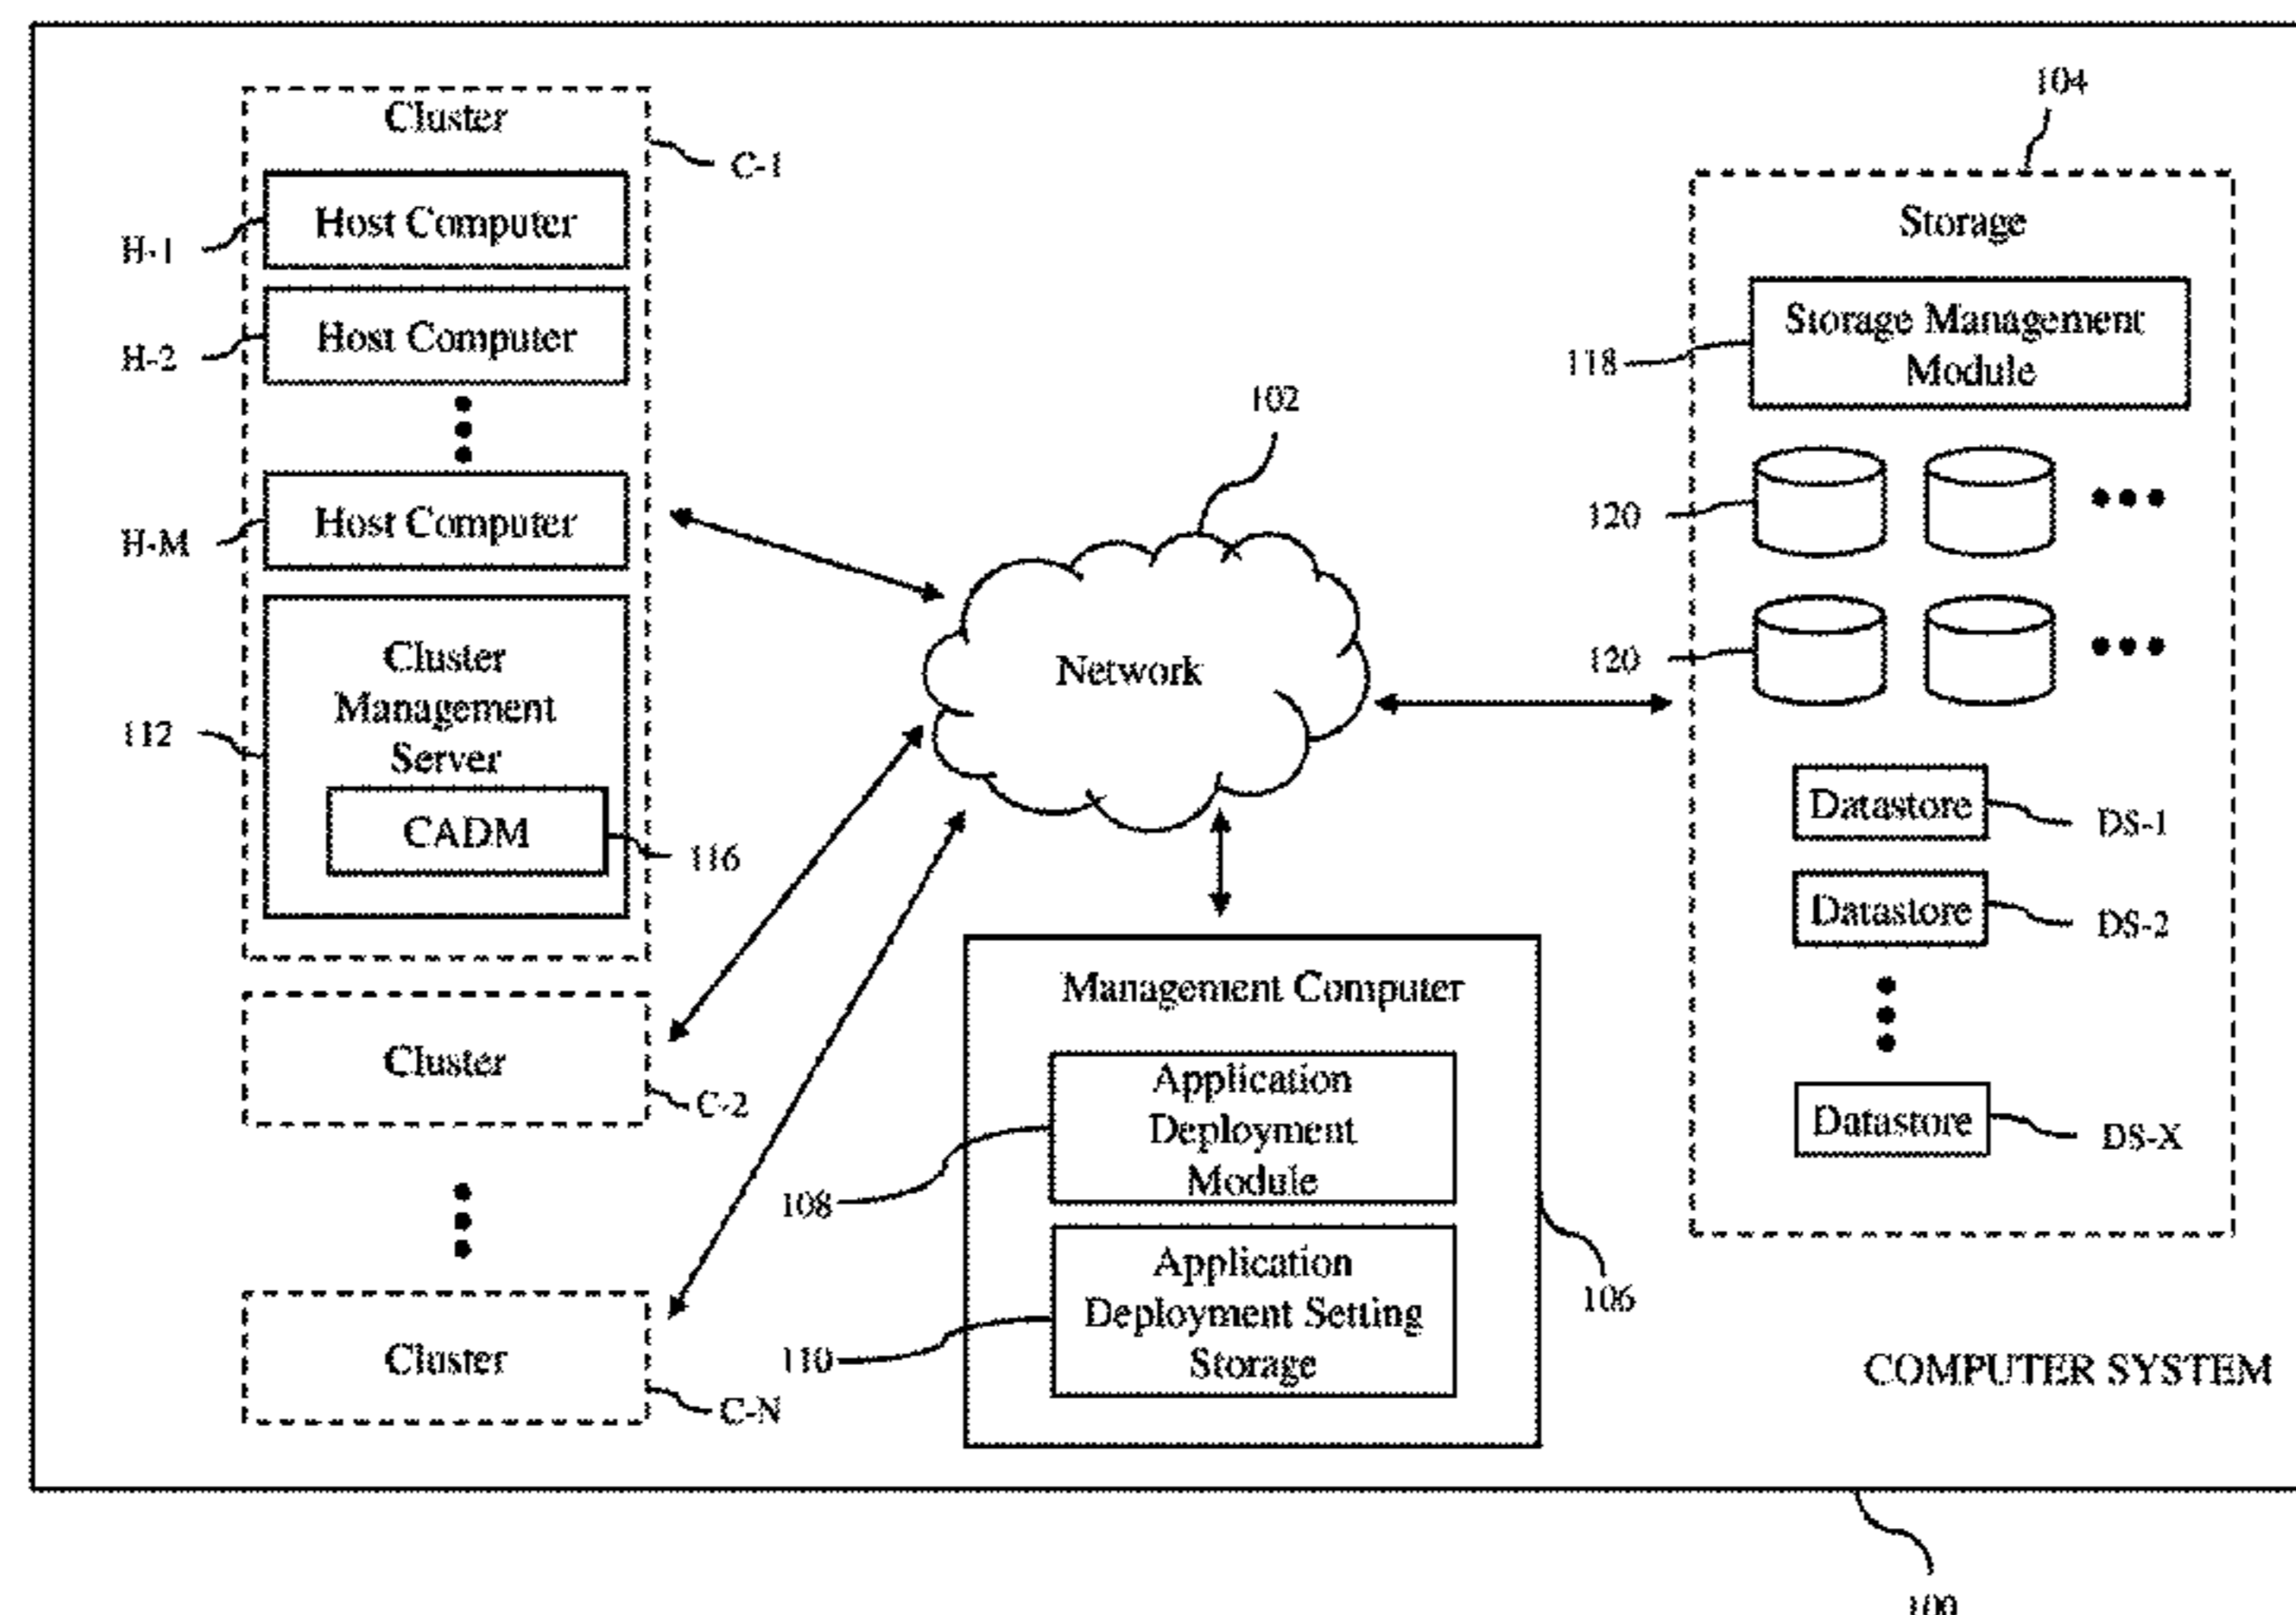 Cluster
C-1
Host Computer
H-1
Host Computer
H-2
Host Computer
H-M
Cluster
Management
Server
112
CADM
116
Cluster
C-2
Cluster
C-N
102
Network
Management Computer
Application
Deployment
Module
108
Application
Deployment Setting
Storage
110
106
104
Storage
Storage Management
Module
118
120
120
Datastore
DS-1
Datastore
DS-2
Datastore
DS-X
COMPUTER SYSTEM
100